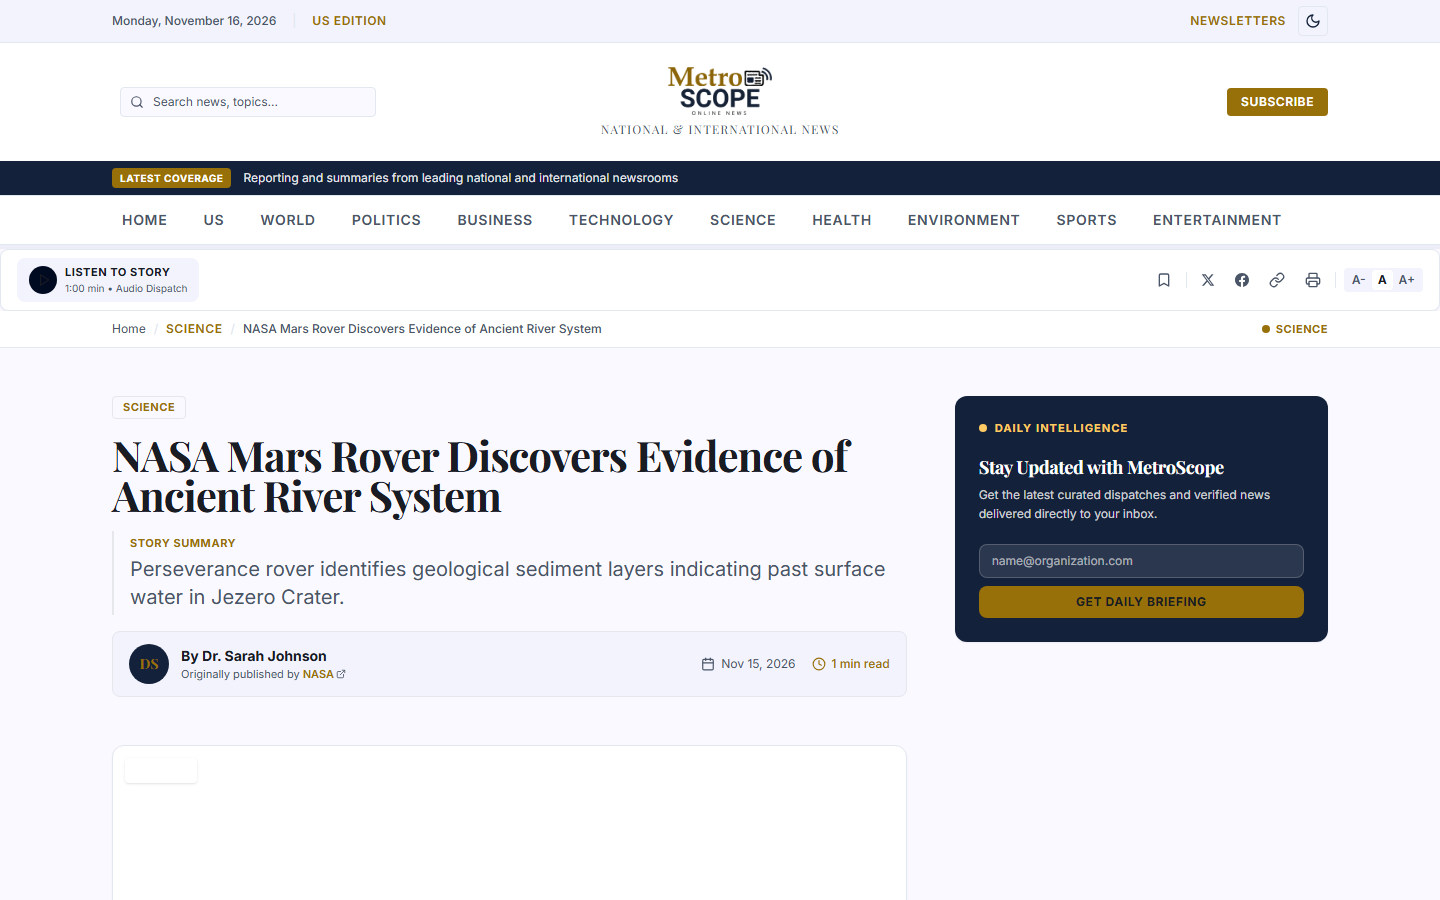 Monday, November 16, 2026
US EDITION
NEWSLETTERS
Search news, topics...
Metro
SCOPE
ONLINE NEWS
NATIONAL & INTERNATIONAL NEWS
SUBSCRIBE
LATEST COVERAGE
Reporting and summaries from leading national and international newsrooms
HOME
US
WORLD
POLITICS
BUSINESS
TECHNOLOGY
SCIENCE
HEALTH
ENVIRONMENT
SPORTS
ENTERTAINMENT
LISTEN TO STORY
1:00 min • Audio Dispatch
A-
A
A+
Home / SCIENCE / NASA Mars Rover Discovers Evidence of Ancient River System
SCIENCE
SCIENCE
NASA Mars Rover Discovers Evidence of
Ancient River System
STORY SUMMARY
Perseverance rover identifies geological sediment layers indicating past surface
water in Jezero Crater.
DS
By Dr. Sarah Johnson
Originally published by NASA
Nov 15, 2026
1 min read
DAILY INTELLIGENCE
Stay Updated with MetroScope
Get the latest curated dispatches and verified news
delivered directly to your inbox.
name@organization.com
GET DAILY BRIEFING